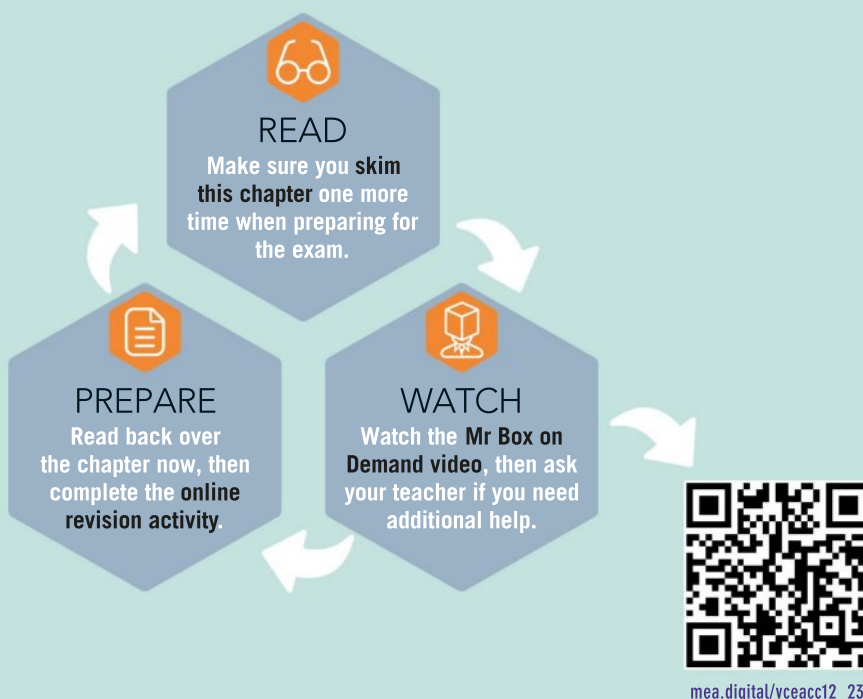 READ
Make sure you skim
this chapter one more
time when preparing for
the exam.
PREPARE
Read back over
the chapter now, then
complete the online
revision activity.
WATCH
Watch the Mr Box on
Demand video, then ask
your teacher if you need
additional help.
mea.digital/vceacc12_23